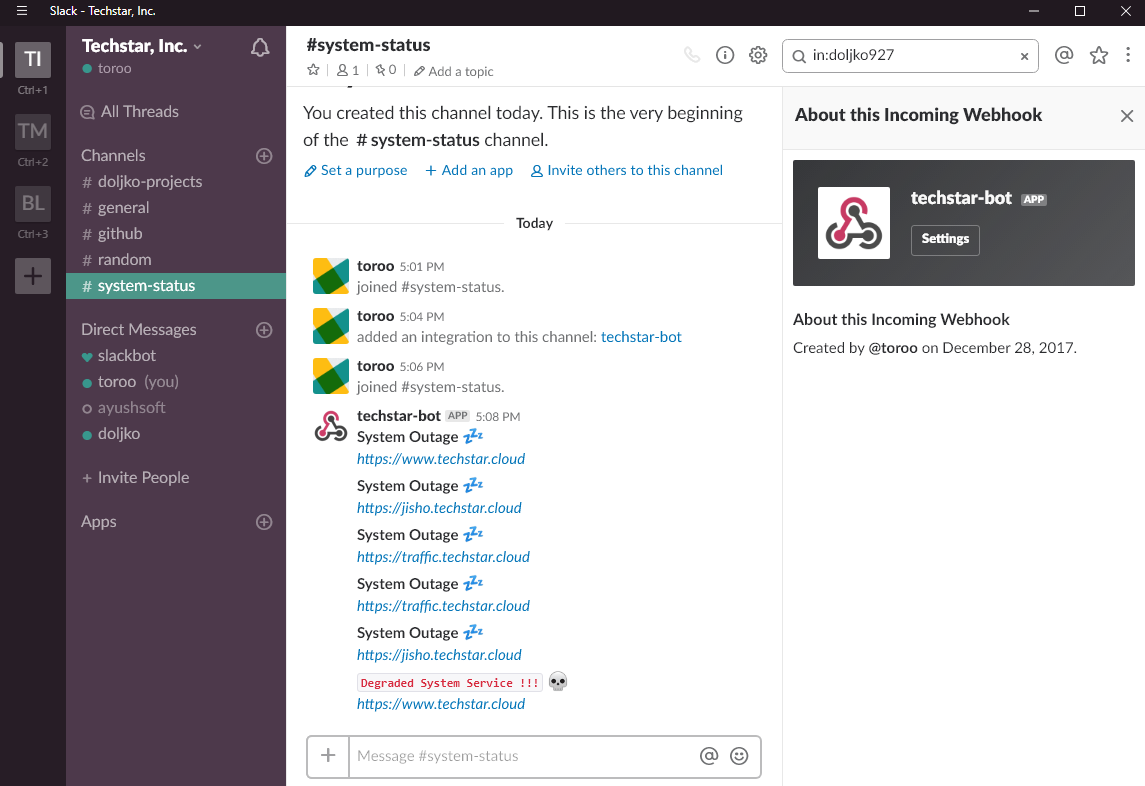 Slack - Techstar, Inc.
TI
Ctrl+1
TM
Ctrl+2
BL
Ctrl+3
Techstar, Inc.
toroo
All Threads
Channels
# doljko-projects
# general
# github
# random
# system-status
Direct Messages
slackbot
toroo (you)
ayushsoft
doljko
+ Invite People
Apps
#system-status
1
0
Add a topic
in:doljko927
You created this channel today. This is the very beginning
of the # system-status channel.
Set a purpose
+ Add an app
Invite others to this channel
Today
toroo 5:01 PM
joined #system-status.
toroo 5:04 PM
added an integration to this channel: techstar-bot
toroo 5:06 PM
joined #system-status.
techstar-bot APP 5:08 PM
System Outage 💤
https://www.techstar.cloud
System Outage 💤
https://jisho.techstar.cloud
System Outage 💤
https://traffic.techstar.cloud
System Outage 💤
https://traffic.techstar.cloud
System Outage 💤
https://jisho.techstar.cloud
Degraded System Service !!! 💀
https://www.techstar.cloud
Message #system-status
About this Incoming Webhook
techstar-bot APP
Settings
About this Incoming Webhook
Created by @toroo on December 28, 2017.